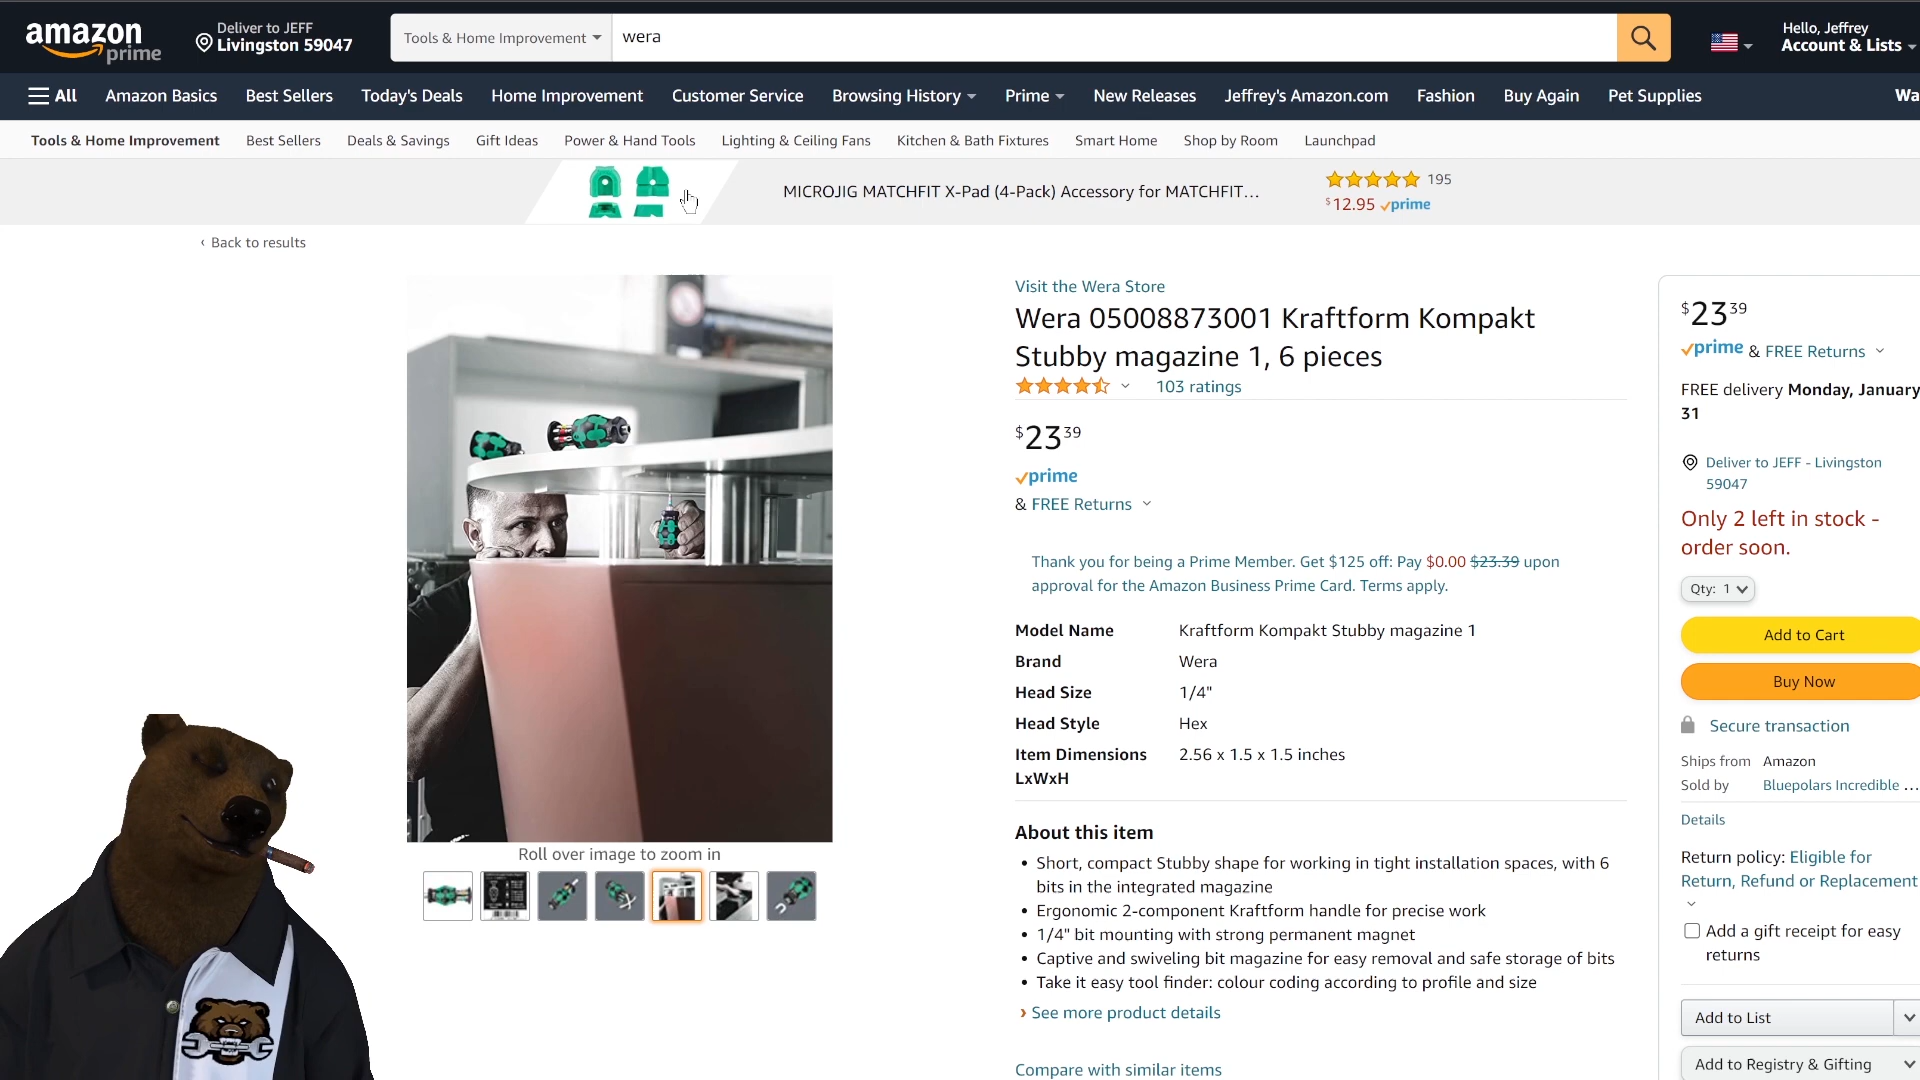 amazon
prime
Deliver to JEFF
Livingston 59047
Tools & Home Improvement
wera
Hello, Jeffrey
Account & Lists
All
Amazon Basics
Best Sellers
Today's Deals
Home Improvement
Customer Service
Browsing History
Prime
New Releases
Jeffrey's Amazon.com
Fashion
Buy Again
Pet Supplies
Wa
Tools & Home Improvement
Best Sellers
Deals & Savings
Gift Ideas
Power & Hand Tools
Lighting & Ceiling Fans
Kitchen & Bath Fixtures
Smart Home
Shop by Room
Launchpad
MICROJIG MATCHFIT X-Pad (4-Pack) Accessory for MATCHFIT...
195
$12.95 prime
‹ Back to results
Roll over image to zoom in
Visit the Wera Store
Wera 05008873001 Kraftform Kompakt
Stubby magazine 1, 6 pieces
103 ratings
$23 39
prime
& FREE Returns
Thank you for being a Prime Member. Get $125 off: Pay $0.00 $23.39 upon
approval for the Amazon Business Prime Card. Terms apply.
Model Name Kraftform Kompakt Stubby magazine 1
Brand Wera
Head Size 1/4"
Head Style Hex
Item Dimensions 2.56 x 1.5 x 1.5 inches
LxWxH
About this item
• Short, compact Stubby shape for working in tight installation spaces, with 6
bits in the integrated magazine
• Ergonomic 2-component Kraftform handle for precise work
• 1/4" bit mounting with strong permanent magnet
• Captive and swiveling bit magazine for easy removal and safe storage of bits
• Take it easy tool finder: colour coding according to profile and size
› See more product details
Compare with similar items
$23 39
prime & FREE Returns
FREE delivery Monday, January
31
Deliver to JEFF - Livingston
59047
Only 2 left in stock -
order soon.
Qty: 1
Add to Cart
Buy Now
Secure transaction
Ships from Amazon
Sold by Bluepolars Incredible ...
Details
Return policy: Eligible for
Return, Refund or Replacement
Add a gift receipt for easy
returns
Add to List
Add to Registry & Gifting